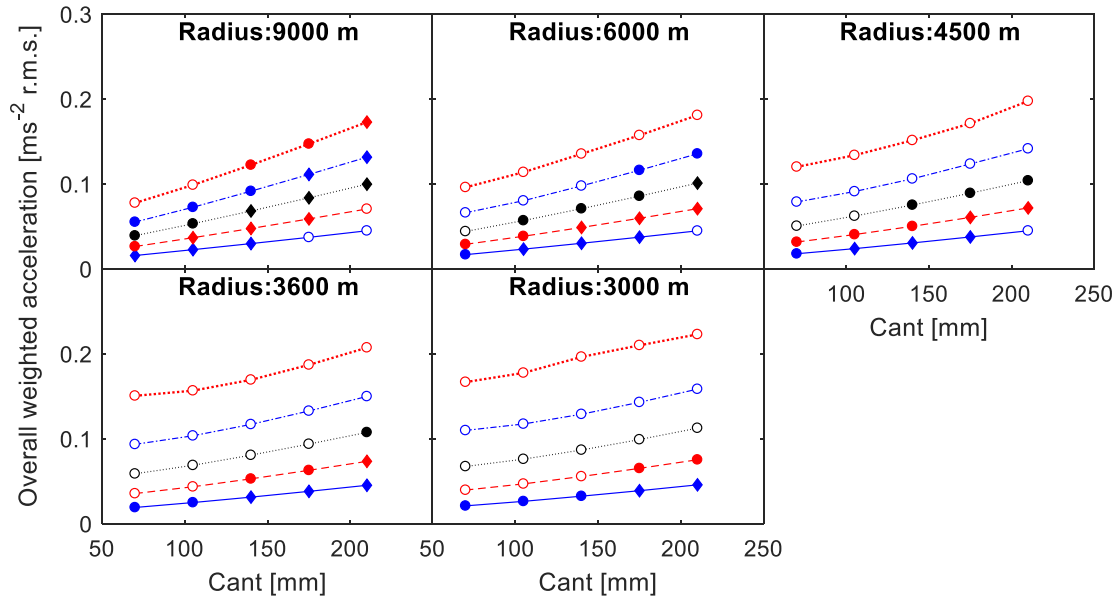 Overall weighted acceleration [ms-2 r.m.s.]
0.3
0.2
0.1
0
Radius:9000 m
Radius:6000 m
Radius:4500 m
100
150
200
250
Cant [mm]
0.2
0.1
0
Radius:3600 m
Radius:3000 m
50
100
150
200
50
100
150
200
250
Cant [mm]
Cant [mm]